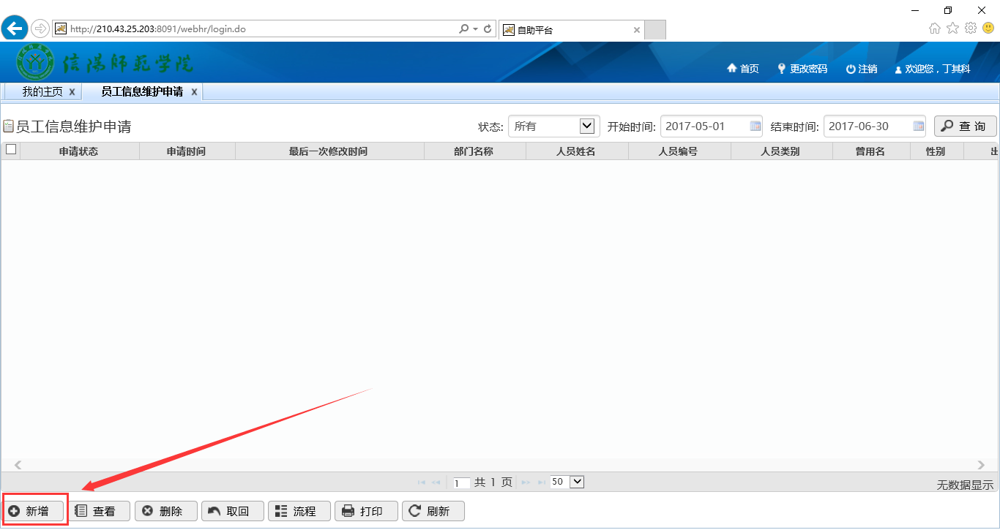 http://210.43.25.203:8091/webhr/login.do
自助平台
信阳师范学院
首页 更改密码 注销 欢迎您，丁其科
我的主页 x 员工信息维护申请 x
员工信息维护申请 状态: 所有 开始时间: 2017-05-01 结束时间: 2017-06-30 查 询
申请状态 申请时间 最后一次修改时间 部门名称 人员姓名 人员编号 人员类别 曾用名 性别 出
1 共 1 页 50 无数据显示
新增 查看 删除 取回 流程 打印 刷新